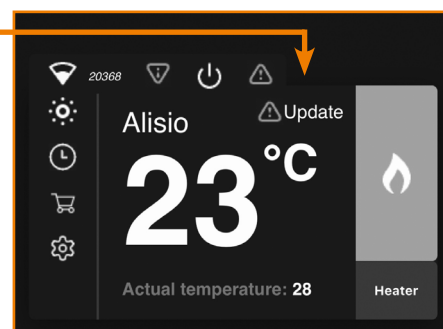 20368
Update
Alisio
23°C
Actual temperature: 28
Heater